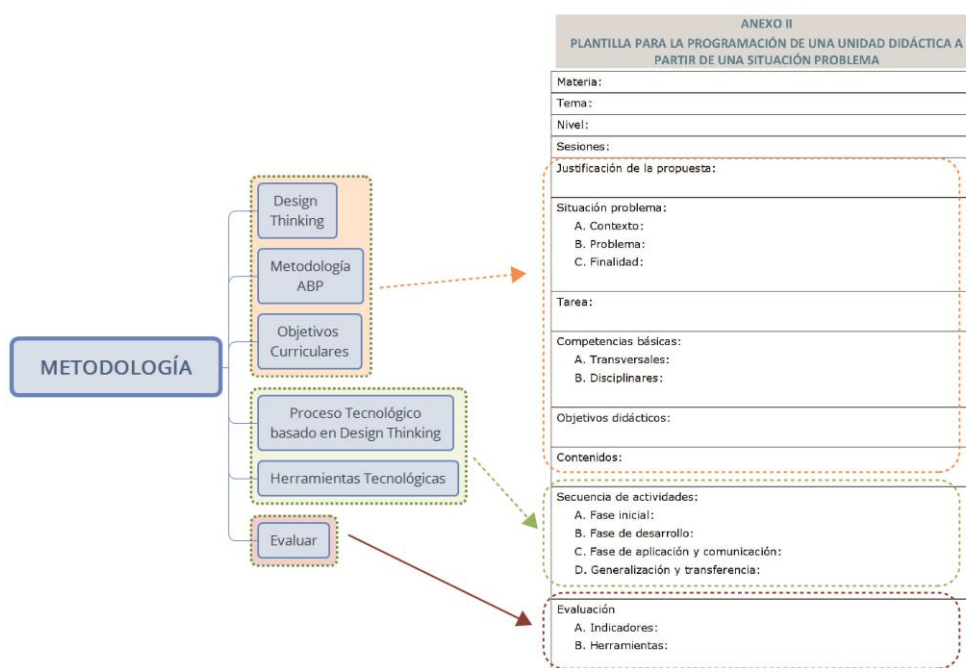 METODOLOGÍA
Design
Thinking
Metodología
ABP
Objetivos
Curriculares
Proceso Tecnológico
basado en Design Thinking
Herramientas Tecnológicas
Evaluar
ANEXO II
PLANTILLA PARA LA PROGRAMACIÓN DE UNA UNIDAD DIDÁCTICA A
PARTIR DE UNA SITUACIÓN PROBLEMA
Materia:
Tema:
Nivel:
Sesiones:
Justificación de la propuesta:
Situación problema:
A. Contexto:
B. Problema:
C. Finalidad:
Tarea:
Competencias básicas:
A. Transversales:
B. Disciplinares:
Objetivos didácticos:
Contenidos:
Secuencia de actividades:
A. Fase inicial:
B. Fase de desarrollo:
C. Fase de aplicación y comunicación:
D. Generalización y transferencia:
Evaluación
A. Indicadores:
B. Herramientas: